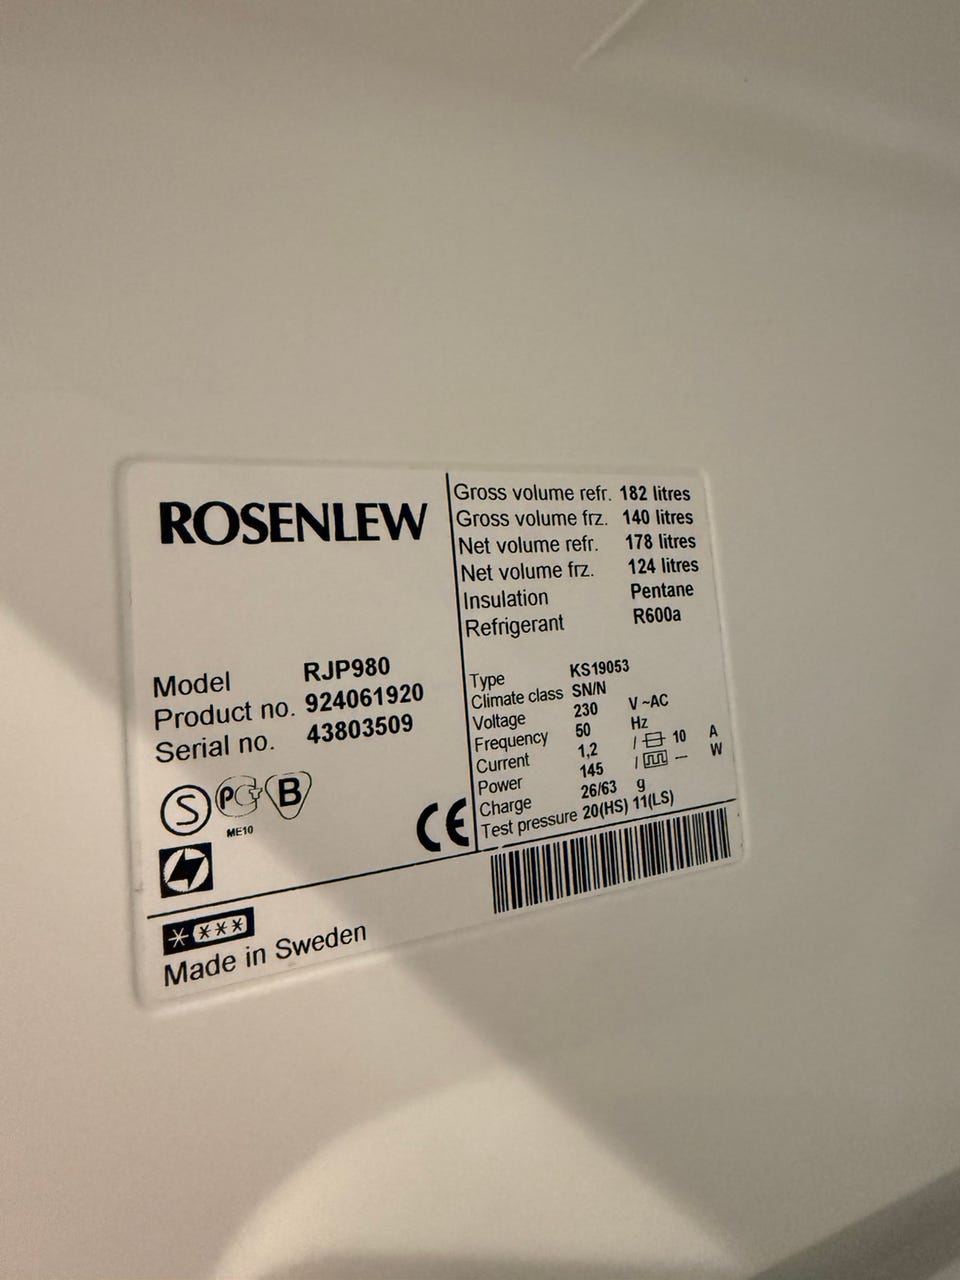 ROSENLEW
Model RJP980
Product no. 924061920
Serial no. 43803509
S
PG B
ME10
CE
Made in Sweden
Gross volume refr. 182 litres
Gross volume frz. 140 litres
Net volume refr. 178 litres
Net volume frz. 124 litres
Insulation Pentane
Refrigerant R600a
Type KS19053
Climate class SN/N
Voltage 230 V ~AC
Frequency 50 Hz
Current 1,2 / 10 A
Power 145 / — W
Charge 26/63 g
Test pressure 20(HS) 11(LS)